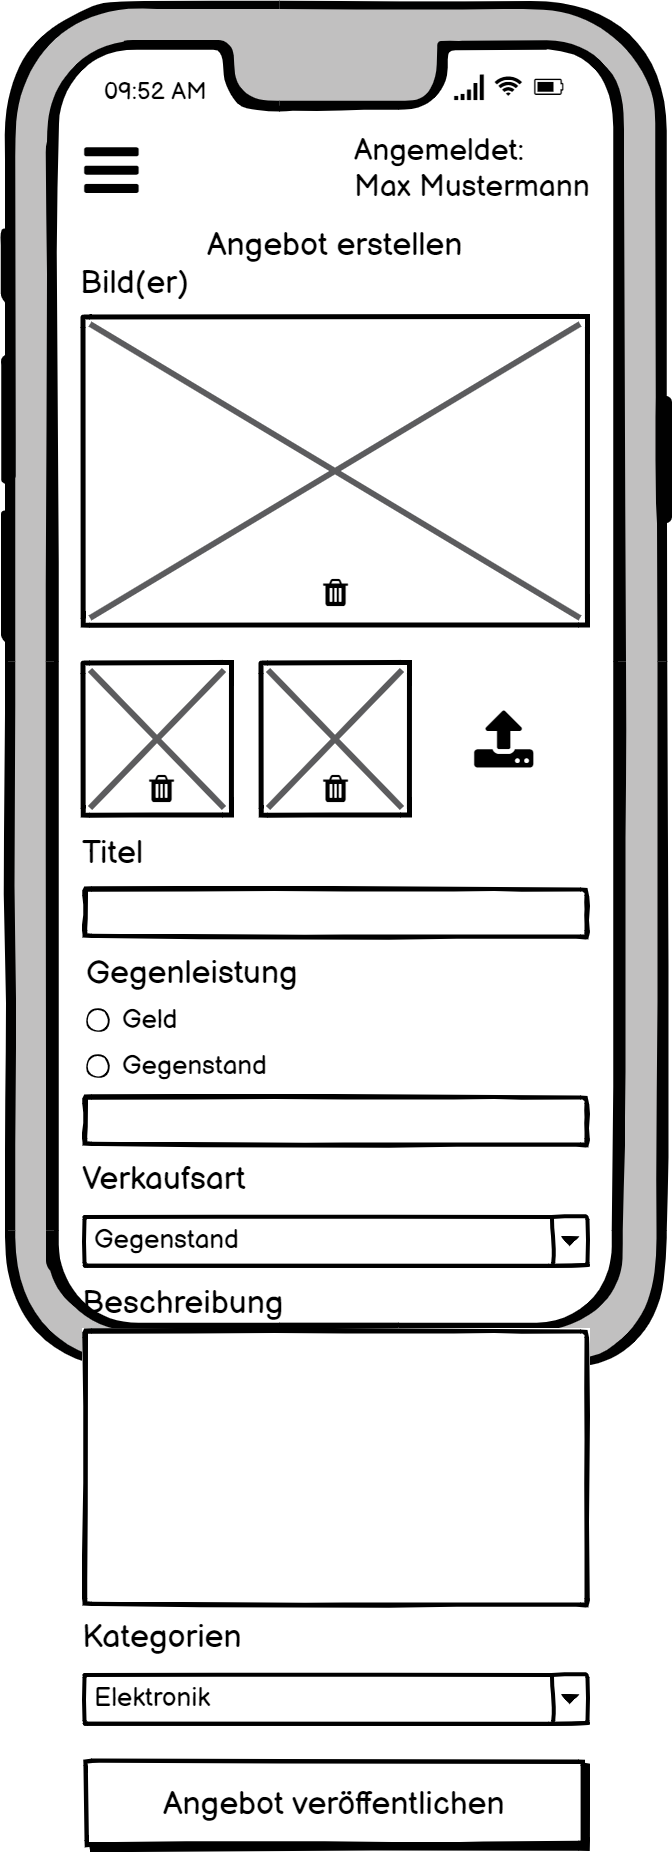 09:52 AM
Angemeldet:
Max Mustermann
Angebot erstellen
Bild(er)
Titel
Gegenleistung
Geld
Gegenstand
Verkaufsart
Gegenstand
Beschreibung
Kategorien
Elektronik
Angebot veröffentlichen